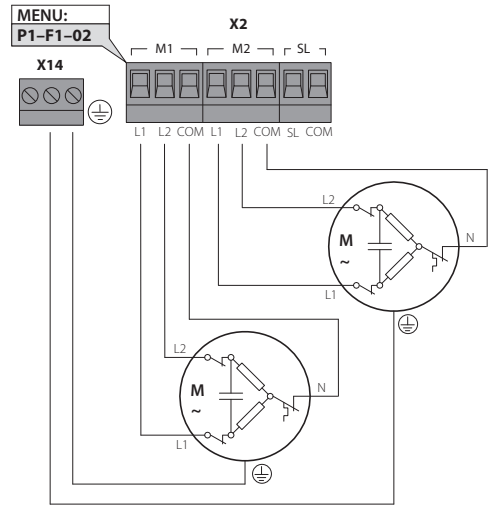 MENU:
P1–F1–02
X2
M1 M2 SL
X14
L1 L2 COM L1 L2 COM SL COM
L2
M
~
N
L1
L2
M
~
N
L1